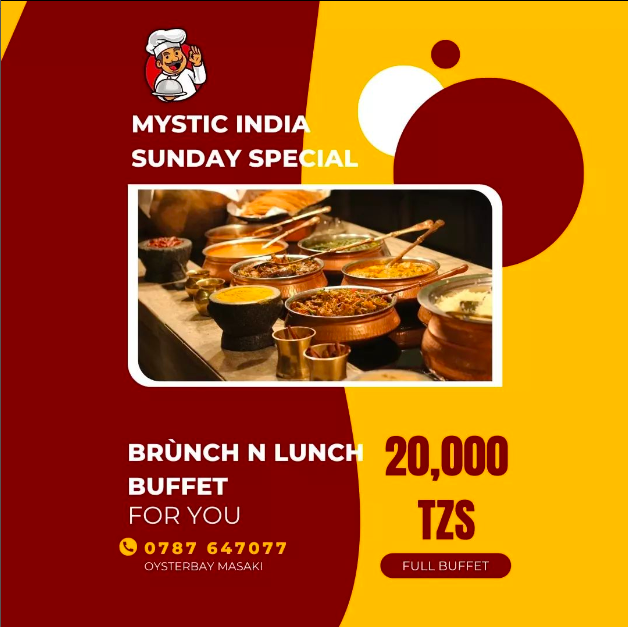 MYSTIC INDIA
SUNDAY SPECIAL
BRÙNCH N LUNCH
BUFFET
FOR YOU
0787 647077
OYSTERBAY MASAKI
20,000
TZS
FULL BUFFET